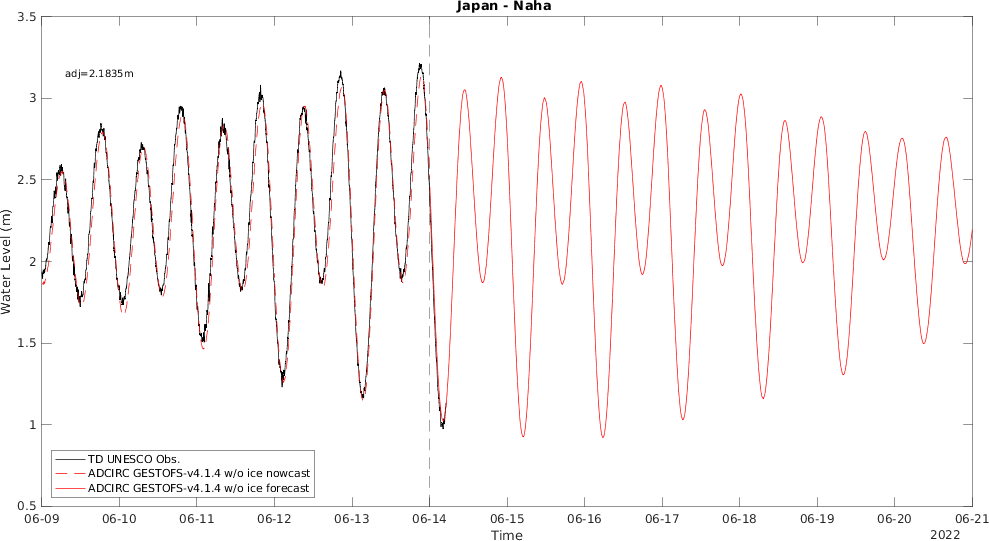 Japan - Naha
3.5
adj=2.1835m
3
2.5
2
1.5
1
0.5
Water Level (m)
TD UNESCO Obs.
ADCIRC GESTOFS-v4.1.4 w/o ice nowcast
ADCIRC GESTOFS-v4.1.4 w/o ice forecast
06-09 06-10 06-11 06-12 06-13 06-14 06-15 06-16 06-17 06-18 06-19 06-20 06-21
Time
2022